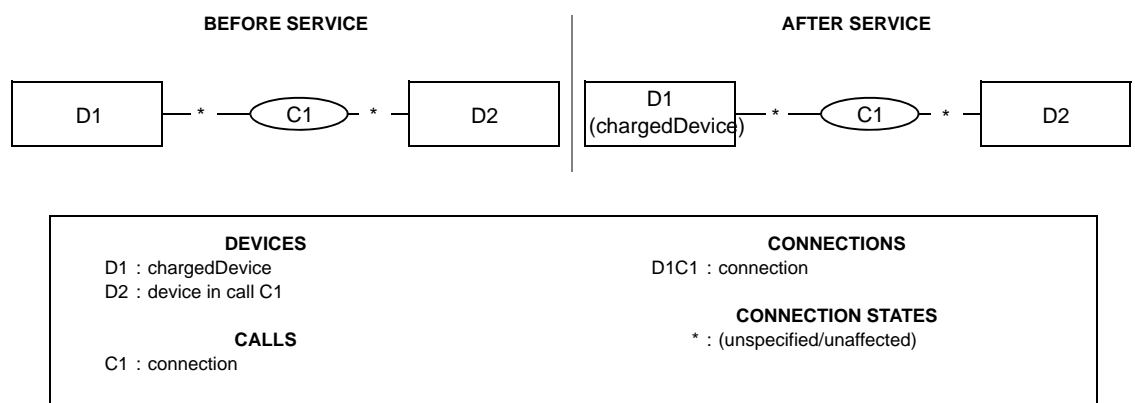 BEFORE SERVICE
AFTER SERVICE
D1 * C1 * D2
D1
(chargedDevice) * C1 * D2
DEVICES
D1 : chargedDevice
D2 : device in call C1
CALLS
C1 : connection
CONNECTIONS
D1C1 : connection
CONNECTION STATES
* : (unspecified/unaffected)